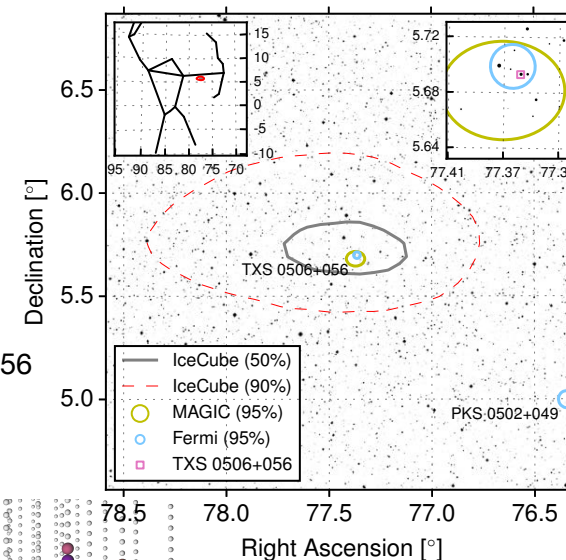 15
10
5
0
-5
-10
95 90 85 80 75 70
5.72
5.68
5.64
77.41 77.37 77.3
6.5
6.0
5.5
5.0
Declination [°]
56
TXS 0506+056
PKS 0502+049
IceCube (50%)
IceCube (90%)
MAGIC (95%)
Fermi (95%)
TXS 0506+056
78.5 78.0 77.5 77.0 76.5
Right Ascension [°]